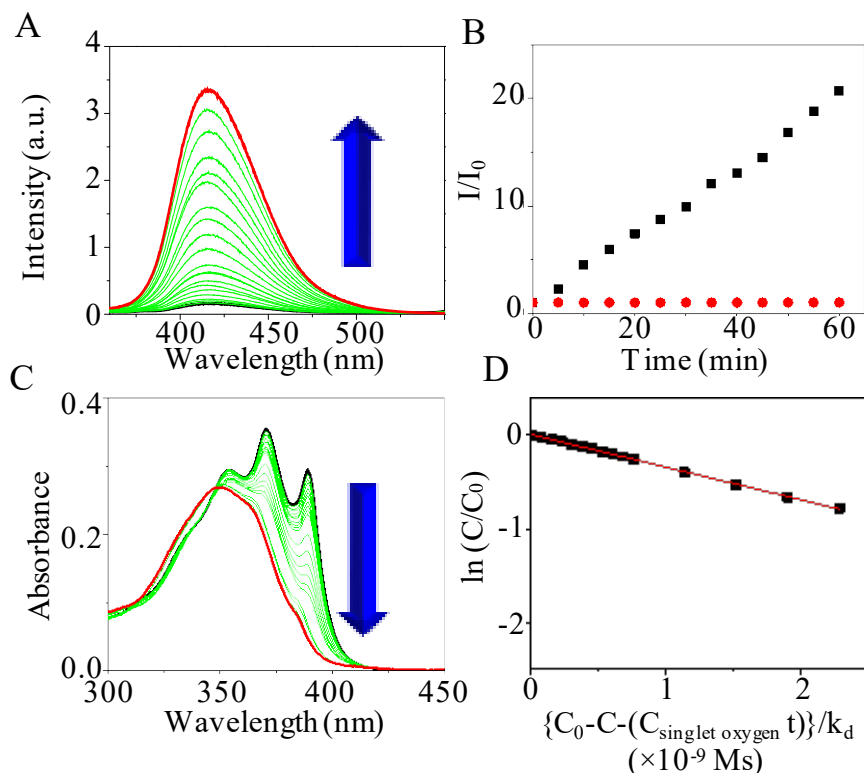 A
4
3
2
1
0
Intensity (a.u.)
400 450 500
Wavelength (nm)
B
20
10
0
I/I₀
0 20 40 60
Time (min)
C
0.4
0.2
0.0
Absorbance
300 350 400 450
Wavelength (nm)
D
0
-1
-2
ln (C/C₀)
0 1 2
{C₀-C-(C_singlet oxygen t)}/k_d
(×10⁻⁹ Ms)